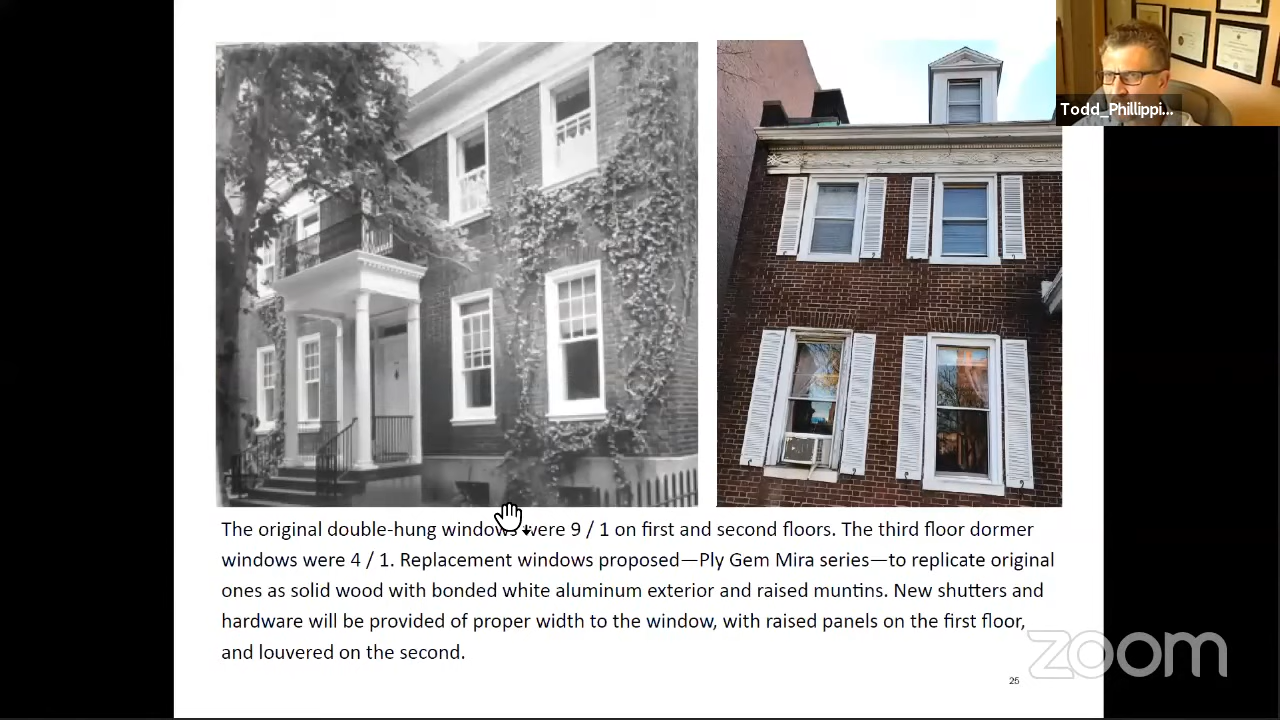 Todd_Phillippi...
The original double-hung windows were 9 / 1 on first and second floors. The third floor dormer
windows were 4 / 1. Replacement windows proposed—Ply Gem Mira series—to replicate original
ones as solid wood with bonded white aluminum exterior and raised muntins. New shutters and
hardware will be provided of proper width to the window, with raised panels on the first floor,
and louvered on the second.
zoom
25